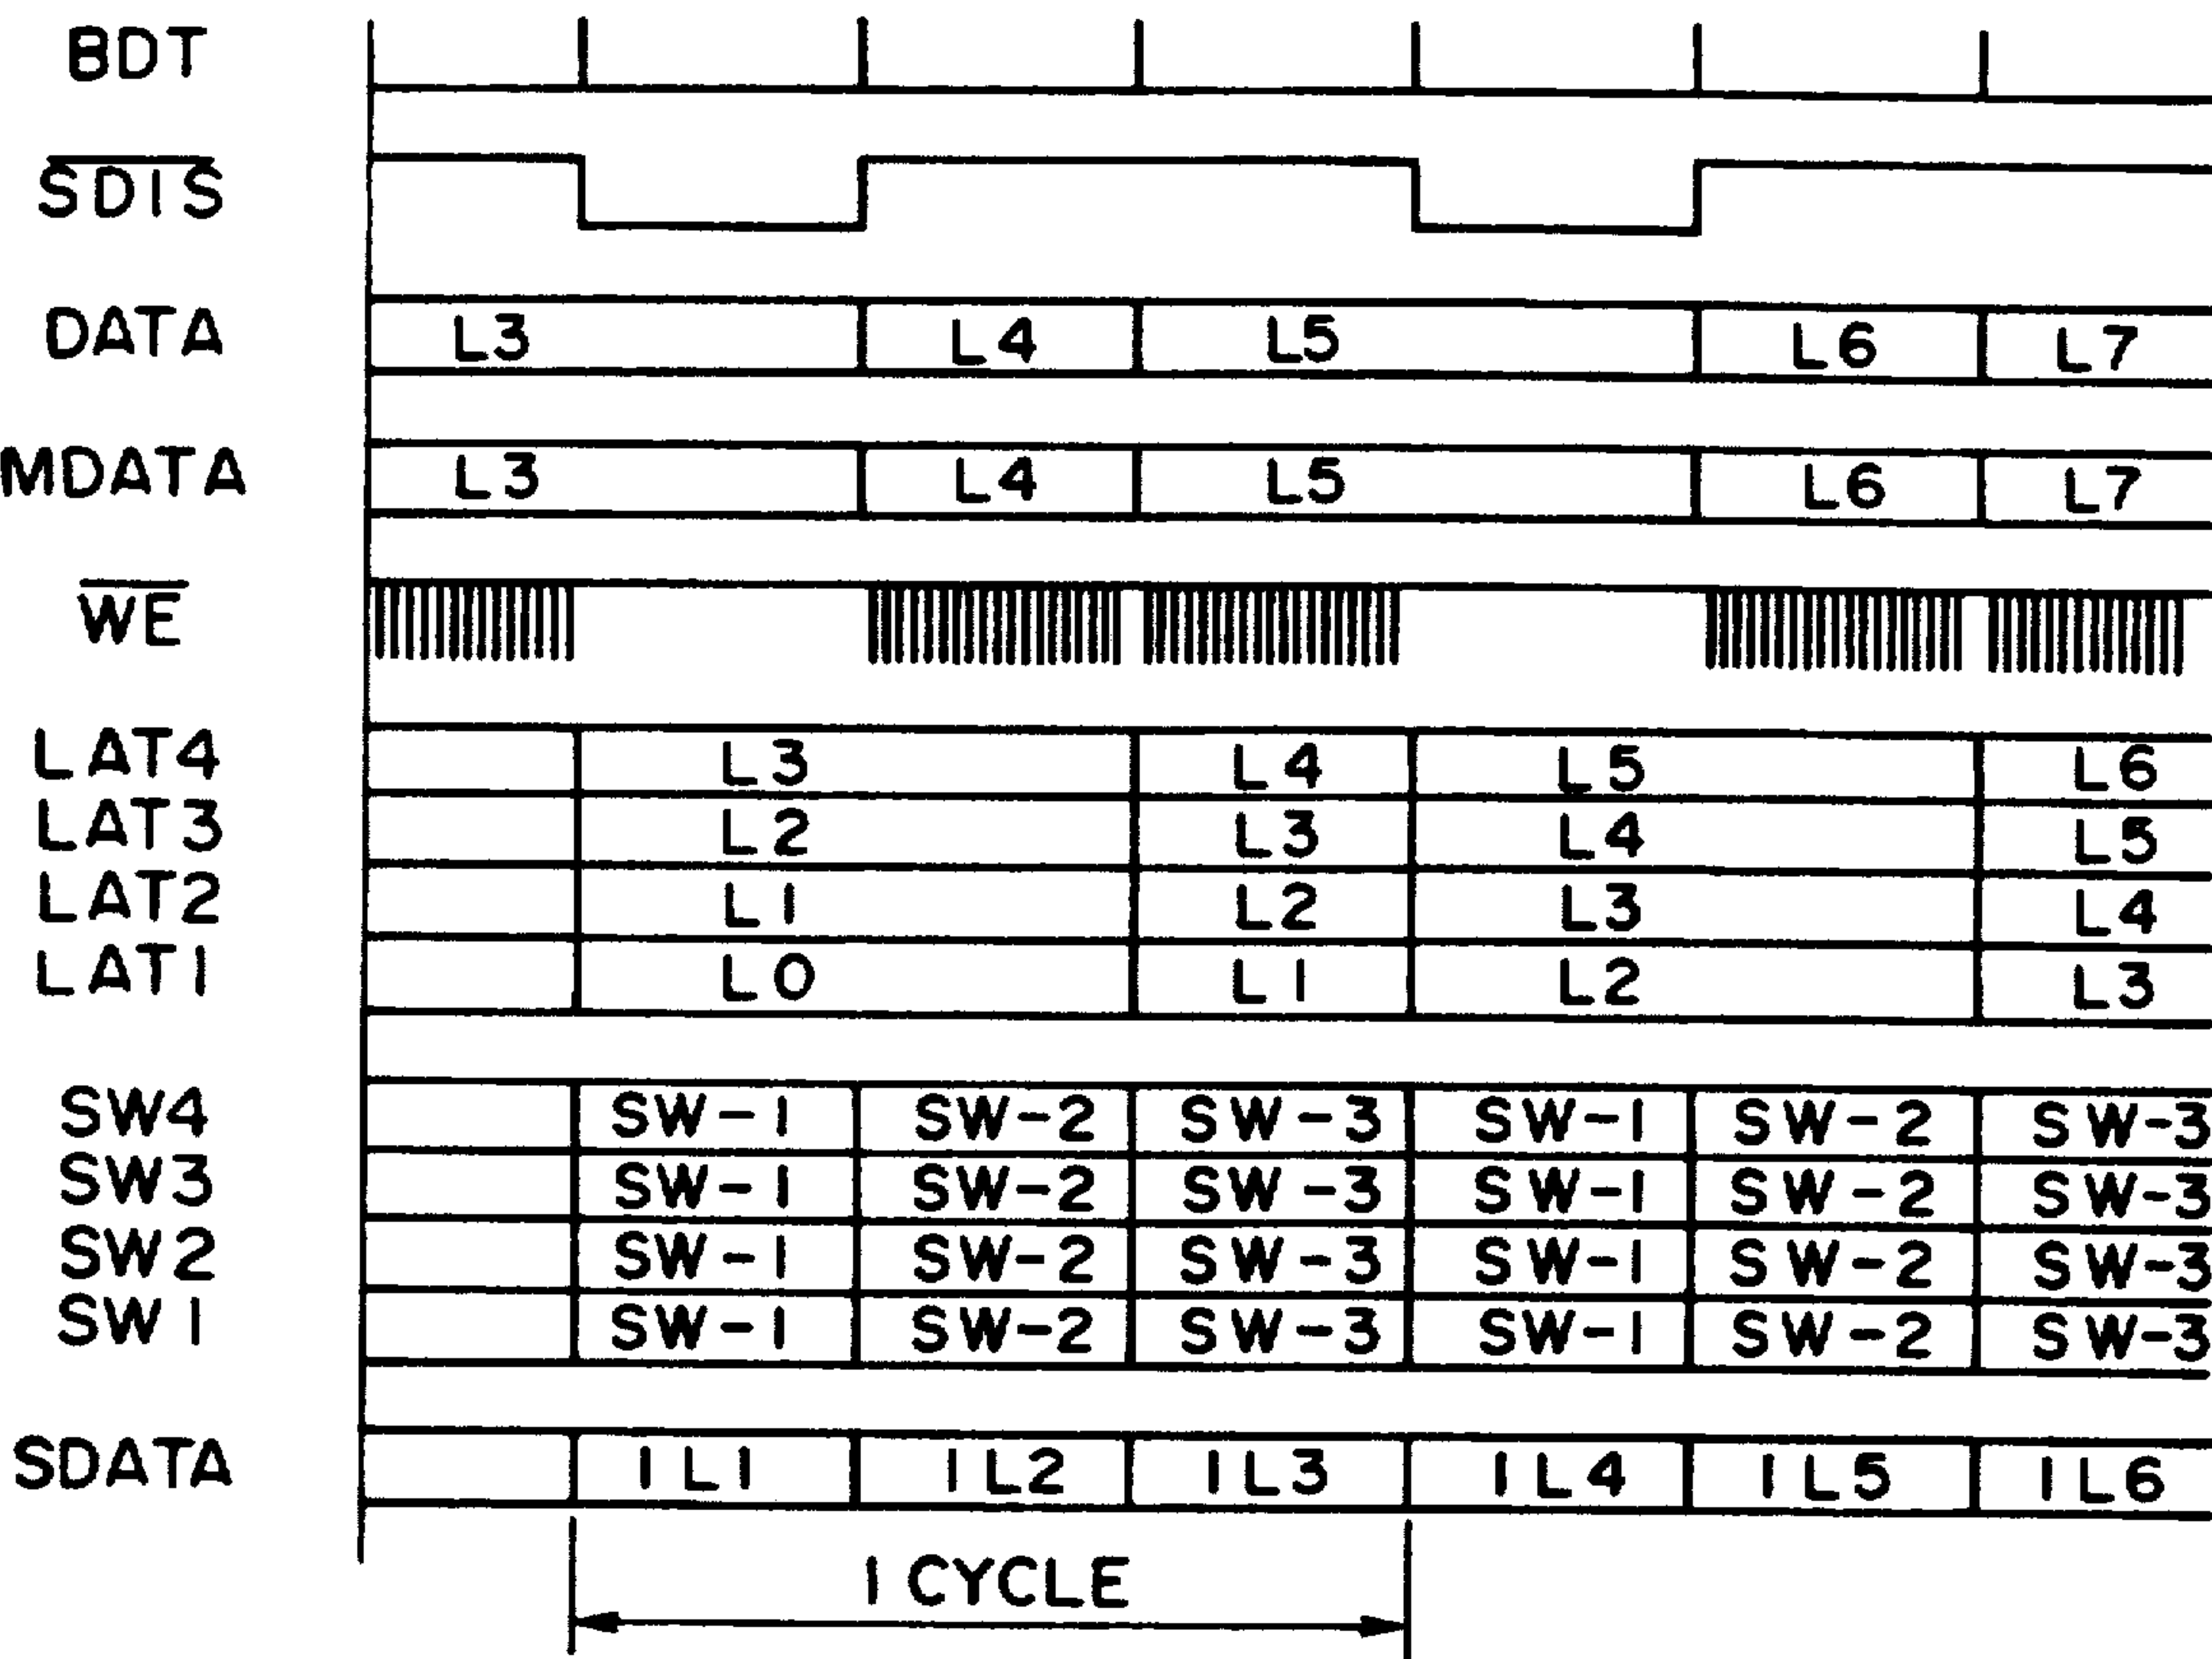 BDT
SDIS
DATA L3 L4 L5 L6 L7
MDATA L3 L4 L5 L6 L7
WE
LAT4 L3 L4 L5 L6
LAT3 L2 L3 L4 L5
LAT2 L1 L2 L3 L4
LAT1 L0 L1 L2 L3
SW4 SW-1 SW-2 SW-3 SW-1 SW-2 SW-3
SW3 SW-1 SW-2 SW-3 SW-1 SW-2 SW-3
SW2 SW-1 SW-2 SW-3 SW-1 SW-2 SW-3
SW1 SW-1 SW-2 SW-3 SW-1 SW-2 SW-3
SDATA IL1 IL2 IL3 IL4 IL5 IL6
1 CYCLE